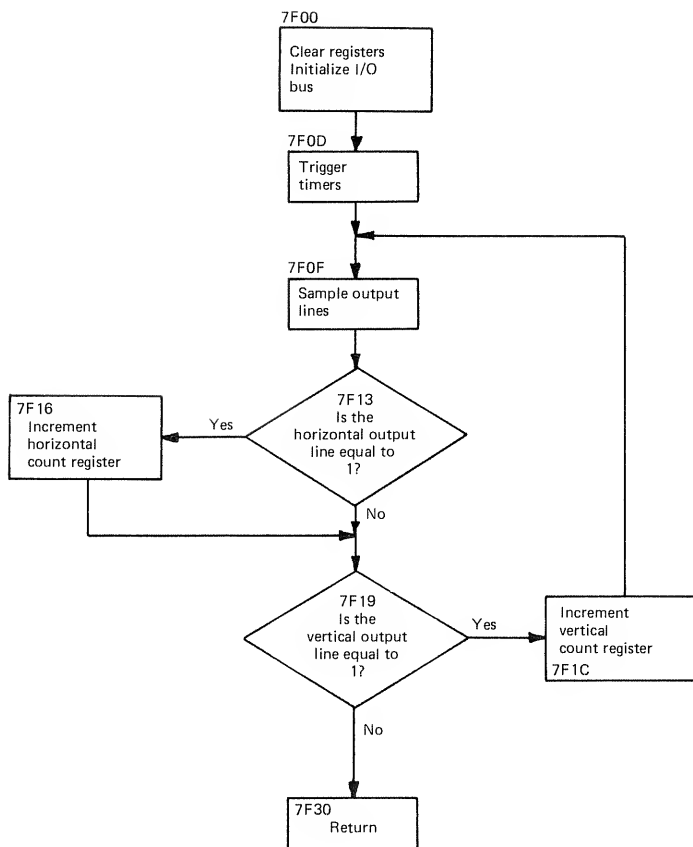 7F00
Clear registers
Initialize I/O
bus
7F0D
Trigger
timers
7F0F
Sample output
lines
7F13
Is the
horizontal output
line equal to
1?
Yes
7F16
Increment
horizontal
count register
No
7F19
Is the
vertical output
line equal to
1?
Yes
Increment
vertical
count register
7F1C
No
7F30
Return